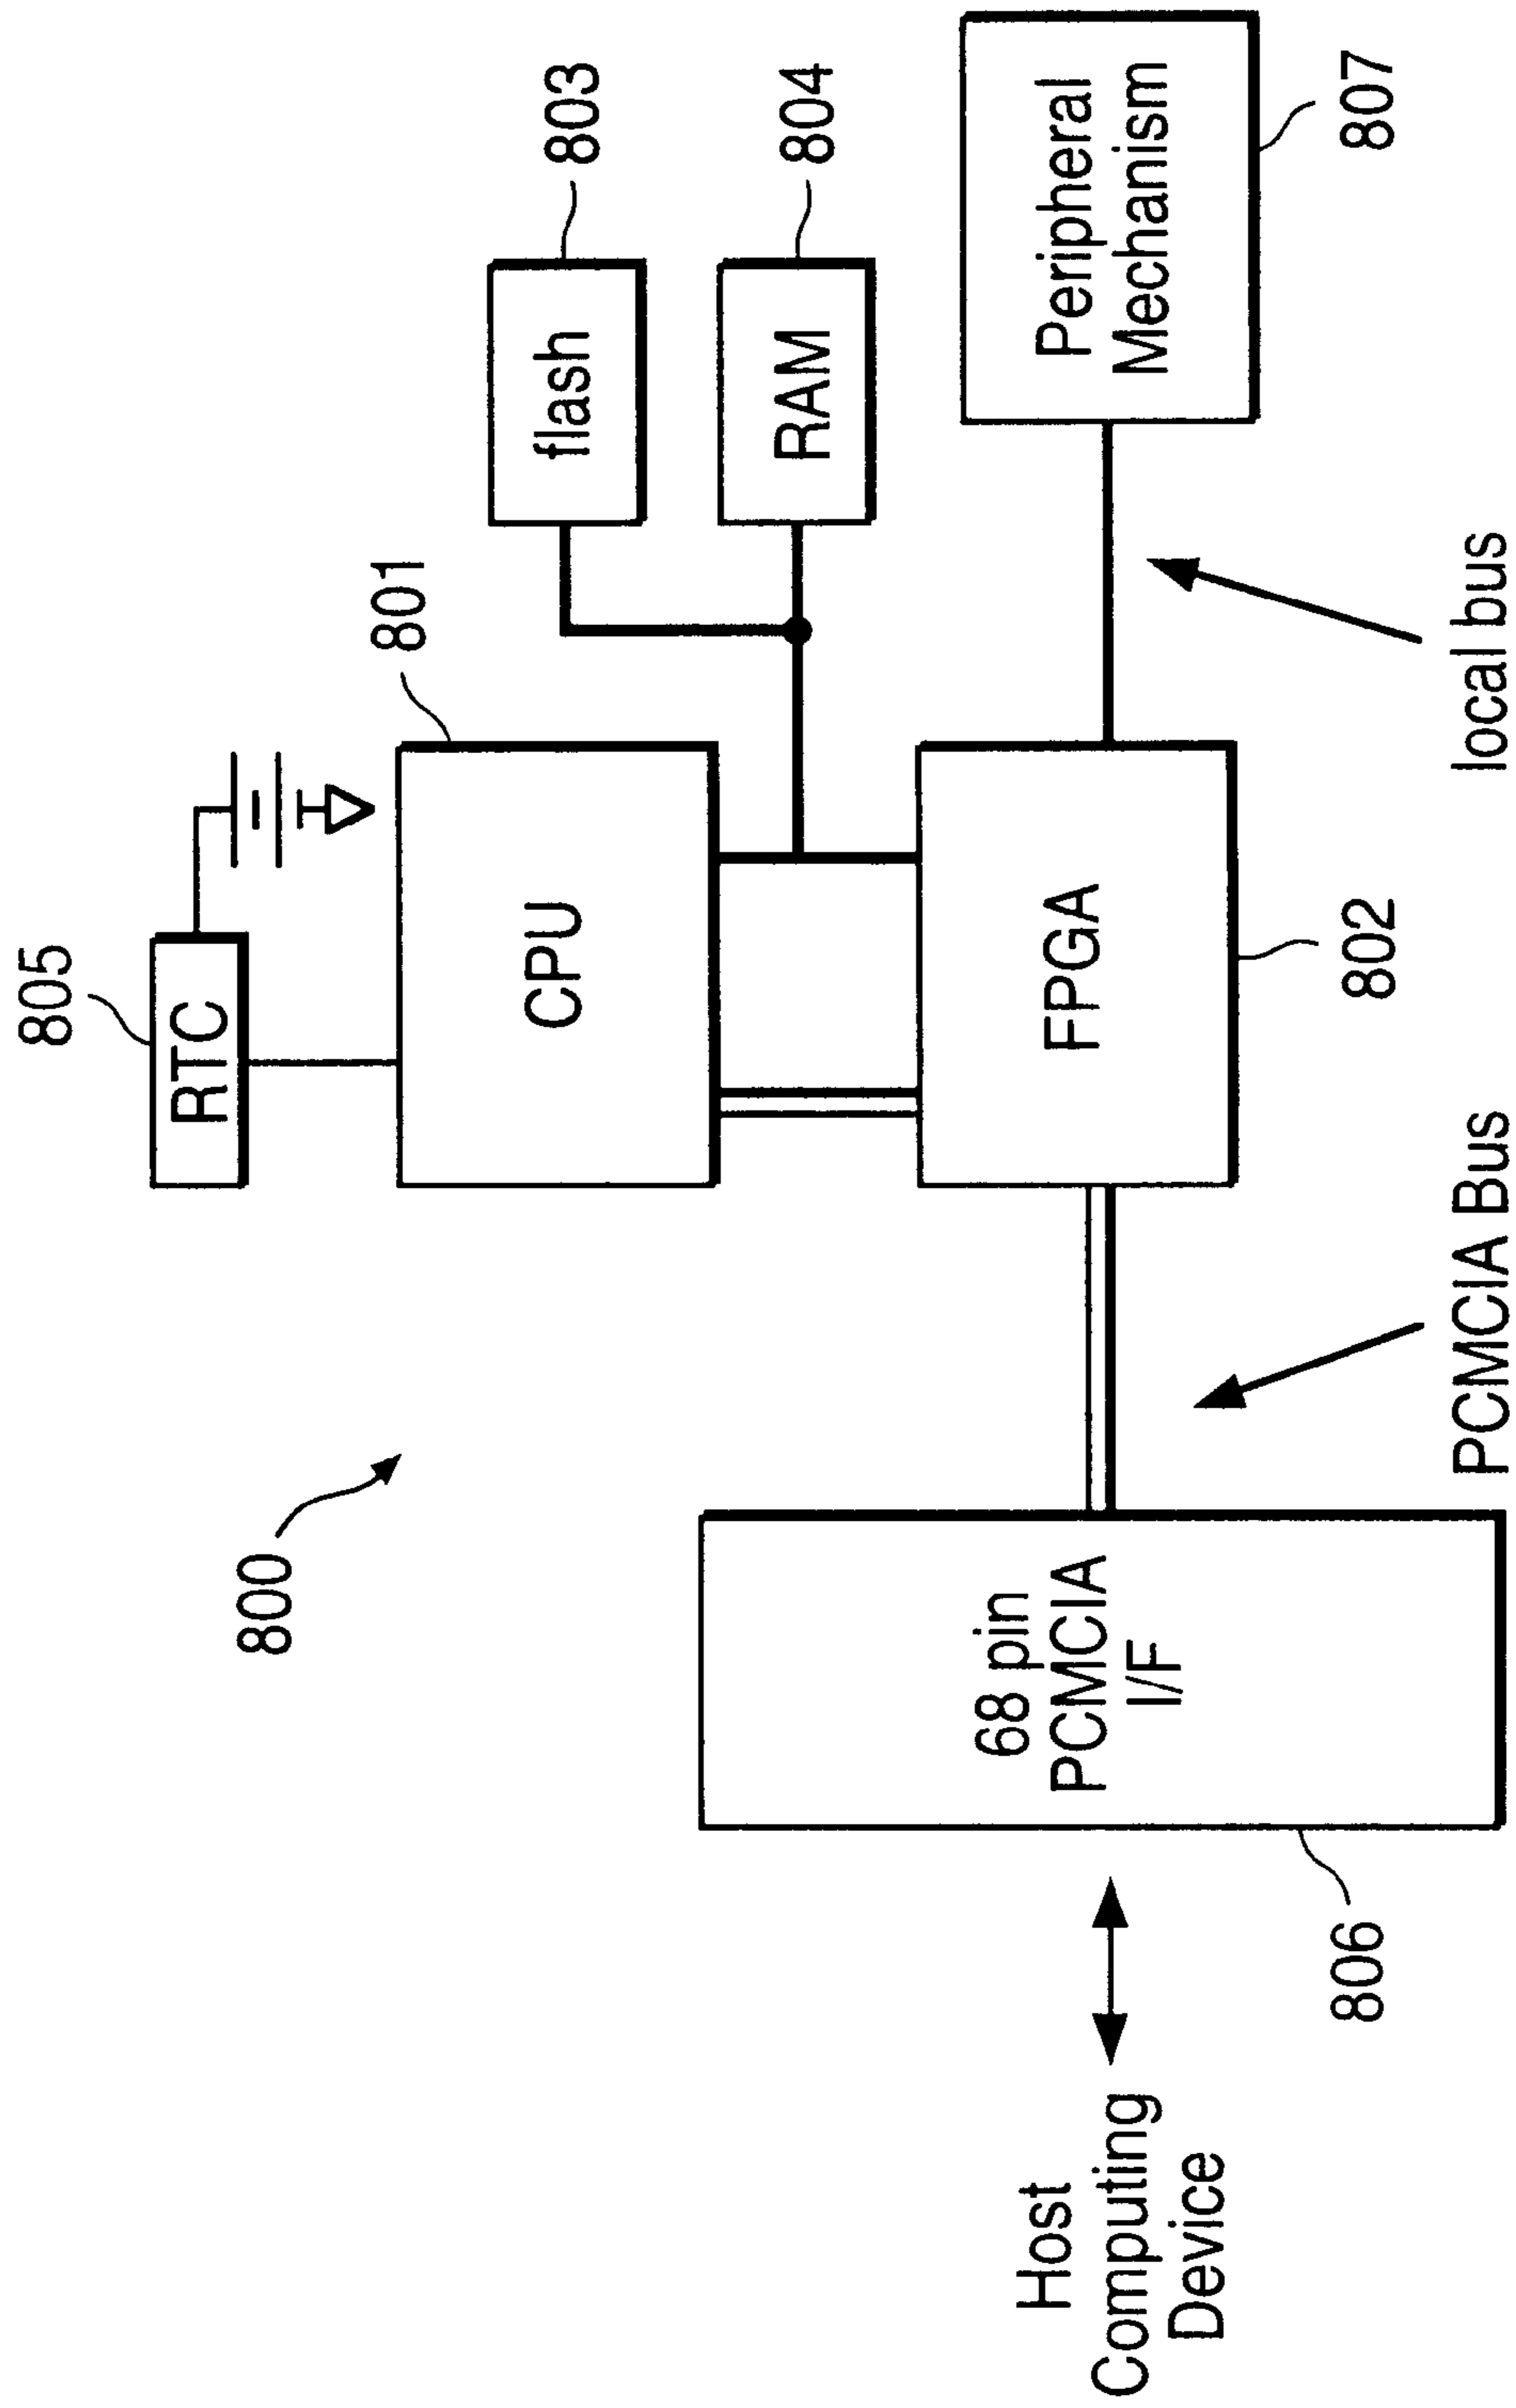 805
RTC
801
803
flash
CPU
804
RAM
800
FPGA
802
Peripheral
Mechanism
807
68 pin
PCMCIA
I/F
806
Host
Computing
Device
PCMCIA Bus
local bus